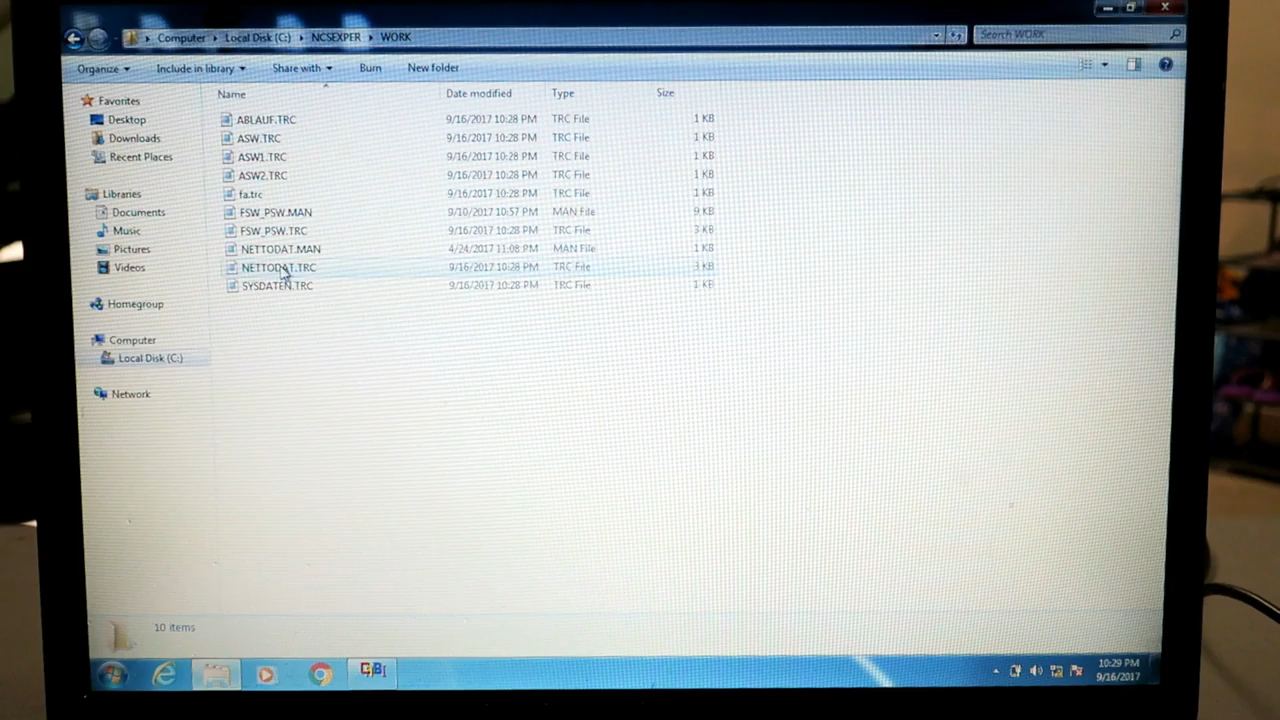 Computer Local Disk (C:) NCSEXPER WORK
Search WORK
Organize Include in library Share with Burn New folder
Name Date modified Type Size
Favorites
Desktop
Downloads
Recent Places
Libraries
Documents
Music
Pictures
Videos
Homegroup
Computer
Local Disk (C:)
Network
ABLAUF.TRC 9/16/2017 10:28 PM TRC File 1 KB
ASW.TRC 9/16/2017 10:28 PM TRC File 1 KB
ASW1.TRC 9/16/2017 10:28 PM TRC File 1 KB
ASW2.TRC 9/16/2017 10:28 PM TRC File 1 KB
fa.trc 9/16/2017 10:28 PM TRC File 1 KB
FSW_PSW.MAN 9/10/2017 10:57 PM MAN File 9 KB
FSW_PSW.TRC 9/16/2017 10:28 PM TRC File 3 KB
NETTODAT.MAN 4/24/2017 11:08 PM MAN File 1 KB
NETTODAT.TRC 9/16/2017 10:28 PM TRC File 3 KB
SYSDATEN.TRC 9/16/2017 10:28 PM TRC File 1 KB
10 items
10:29 PM
9/16/2017